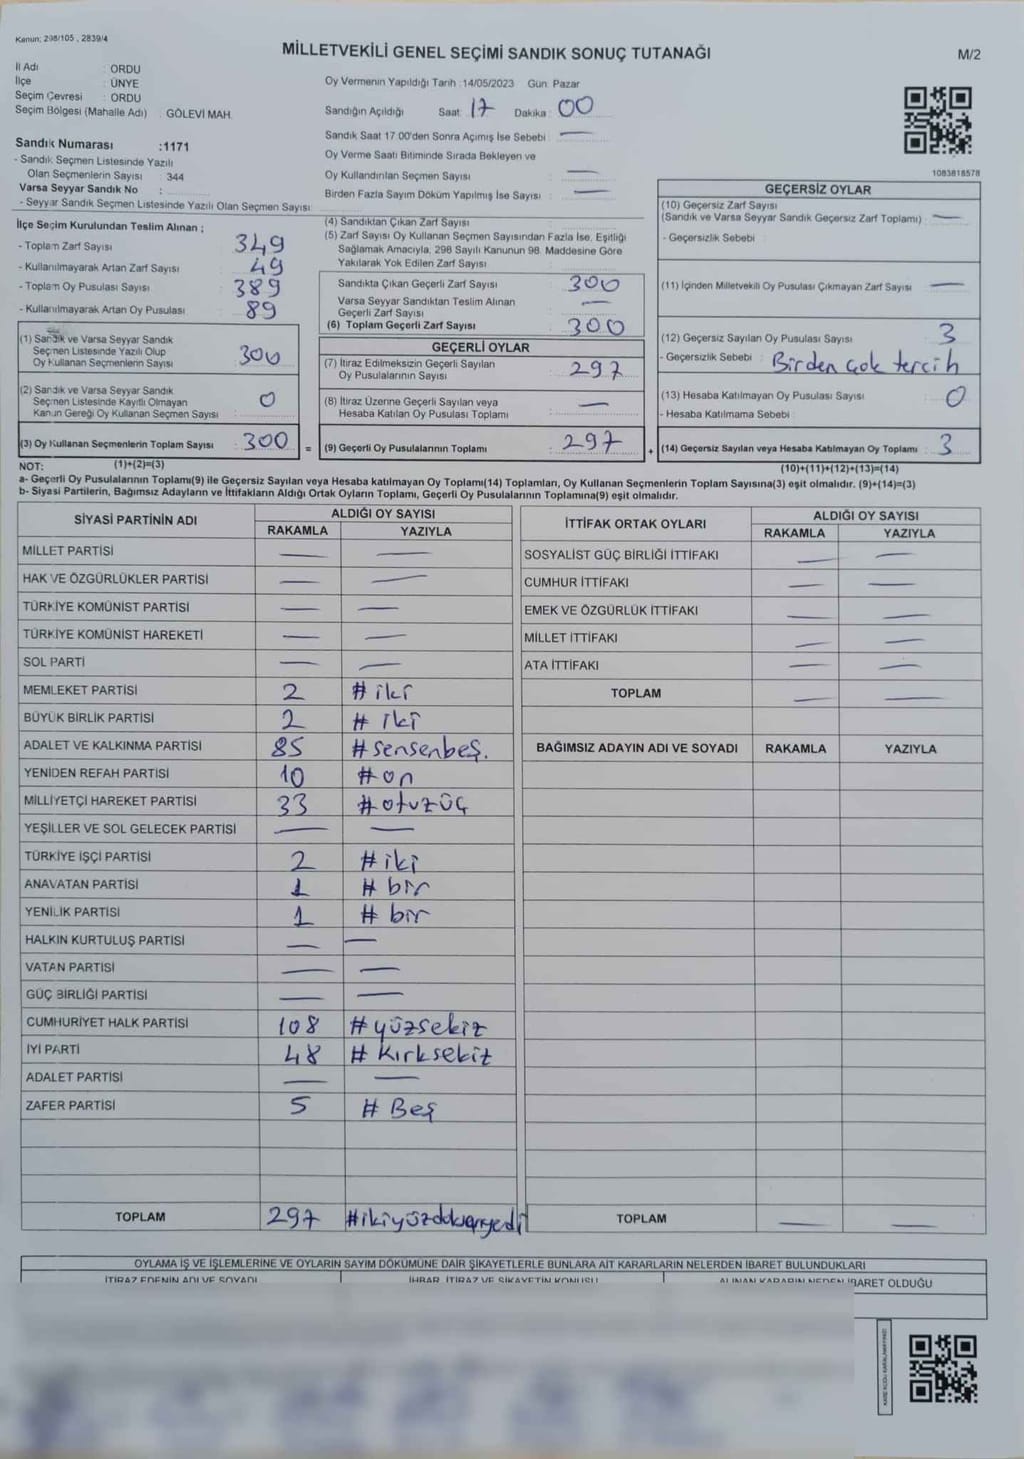 Kanun: 298/105 , 2839/4
MİLLETVEKİLİ GENEL SEÇİMİ SANDIK SONUÇ TUTANAĞI
M/2
İl Adı : ORDU
İlçe : ÜNYE
Seçim Çevresi : ORDU
Seçim Bölgesi (Mahalle Adı) : GÖLEVİ MAH.
Oy Vermenin Yapıldığı Tarih :14/05/2023 Gün: Pazar
Sandığın Açıldığı Saat: 17 Dakika: 00
Sandık Saat 17 00'den Sonra Açımış İse Sebebi : —
Oy Verme Saati Bitiminde Sırada Bekleyen ve
Oy Kullandırılan Seçmen Sayısı : —
Birden Fazla Sayım Döküm Yapılmış İse Sayısı : —
1083818578
Sandık Numarası :1171
- Sandık Seçmen Listesinde Yazılı
Olan Seçmenlerin Sayısı : 344
Varsa Seyyar Sandık No :
- Seyyar Sandık Seçmen Listesinde Yazılı Olan Seçmen Sayısı:
İlçe Seçim Kurulundan Teslim Alınan ;
- Toplam Zarf Sayısı : 349
- Kullanılmayarak Artan Zarf Sayısı : 49
- Toplam Oy Pusulası Sayısı : 389
- Kullanılmayarak Artan Oy Pusulası : 89
(1) Sandık ve Varsa Seyyar Sandık
Seçmen Listesinde Yazılı Olup
Oy Kullanan Seçmenlerin Sayısı : 300
(2) Sandık ve Varsa Seyyar Sandık
Seçmen Listesinde Kayıtlı Olmayan
Kanun Gereği Oy Kullanan Seçmen Sayısı : 0
(3) Oy Kullanan Seçmenlerin Toplam Sayısı : 300 =
(1)+(2)=(3)
(4) Sandıktan Çıkan Zarf Sayısı :
(5) Zarf Sayısı Oy Kullanan Seçmen Sayısından Fazla İse, Eşitliği
Sağlamak Amacıyla, 298 Sayılı Kanunun 98. Maddesine Göre
Yakılarak Yok Edilen Zarf Sayısı :
Sandıkta Çıkan Geçerli Zarf Sayısı : 300
Varsa Seyyar Sandıktan Teslim Alınan
Geçerli Zarf Sayısı : —
(6) Toplam Geçerli Zarf Sayısı : 300
GEÇERLİ OYLAR
(7) İtiraz Edilmeksizin Geçerli Sayılan
Oy Pusulalarının Sayısı : 297
(8) İtiraz Üzerine Geçerli Sayılan veya
Hesaba Katılan Oy Pusulası Toplamı : —
(9) Geçerli Oy Pusulalarının Toplamı : 297 +
GEÇERSİZ OYLAR
(10) Geçersiz Zarf Sayısı
(Sandık ve Varsa Seyyar Sandık Geçersiz Zarf Toplamı) : —
- Geçersizlik Sebebi :
(11) İçinden Milletvekili Oy Pusulası Çıkmayan Zarf Sayısı : —
(12) Geçersiz Sayılan Oy Pusulası Sayısı : 3
- Geçersizlik Sebebi : Birden çok tercih
(13) Hesaba Katılmayan Oy Pusulası Sayısı : 0
- Hesaba Katılmama Sebebi :
(14) Geçersiz Sayılan veya Hesaba Katılmayan Oy Toplamı : 3
(10)+(11)+(12)+(13)=(14)
NOT:
a- Geçerli Oy Pusulalarının Toplamı(9) ile Geçersiz Sayılan veya Hesaba katılmayan Oy Toplamı(14) Toplamları, Oy Kullanan Seçmenlerin Toplam Sayısına(3) eşit olmalıdır. (9)+(14)=(3)
b- Siyasi Partilerin, Bağımsız Adayların ve İttifakların Aldığı Ortak Oyların Toplamı, Geçerli Oy Pusulalarının Toplamına(9) eşit olmalıdır.
SİYASİ PARTİNİN ADI ALDIĞI OY SAYISI
RAKAMLA YAZIYLA
MİLLET PARTİSİ — —
HAK VE ÖZGÜRLÜKLER PARTİSİ — —
TÜRKİYE KOMÜNİST PARTİSİ — —
TÜRKİYE KOMÜNİST HAREKETİ — —
SOL PARTİ — —
MEMLEKET PARTİSİ 2 # iki
BÜYÜK BİRLİK PARTİSİ 2 # iki
ADALET VE KALKINMA PARTİSİ 85 # sensenbeş.
YENİDEN REFAH PARTİSİ 10 # on
MİLLİYETÇİ HAREKET PARTİSİ 33 # otuzüç
YEŞİLLER VE SOL GELECEK PARTİSİ — —
TÜRKİYE İŞÇİ PARTİSİ 2 # iki
ANAVATAN PARTİSİ 1 # bir
YENİLİK PARTİSİ 1 # bir
HALKIN KURTULUŞ PARTİSİ — —
VATAN PARTİSİ — —
GÜÇ BİRLİĞİ PARTİSİ — —
CUMHURİYET HALK PARTİSİ 108 # yüzsekiz
İYİ PARTİ 48 # Kırksekiz
ADALET PARTİSİ — —
ZAFER PARTİSİ 5 # Beş
TOPLAM 297 # ikiyüzdoksanyedi
İTTİFAK ORTAK OYLARI ALDIĞI OY SAYISI
RAKAMLA YAZIYLA
SOSYALİST GÜÇ BİRLİĞİ İTTİFAKI — —
CUMHUR İTTİFAKI — —
EMEK VE ÖZGÜRLÜK İTTİFAKI — —
MİLLET İTTİFAKI — —
ATA İTTİFAKI — —
TOPLAM — —
BAĞIMSIZ ADAYIN ADI VE SOYADI RAKAMLA YAZIYLA
TOPLAM — —
OYLAMA İŞ VE İŞLEMLERİNE VE OYLARIN SAYIM DÖKÜMÜNE DAİR ŞİKAYETLERLE BUNLARA AİT KARARLARIN NELERDEN İBARET BULUNDUKLARI
İTİRAZ EDENİN ADI VE SOYADI İHBAR, İTİRAZ VE ŞİKAYETİN KONUSU ALINAN KARARIN NEDEN İBARET OLDUĞU